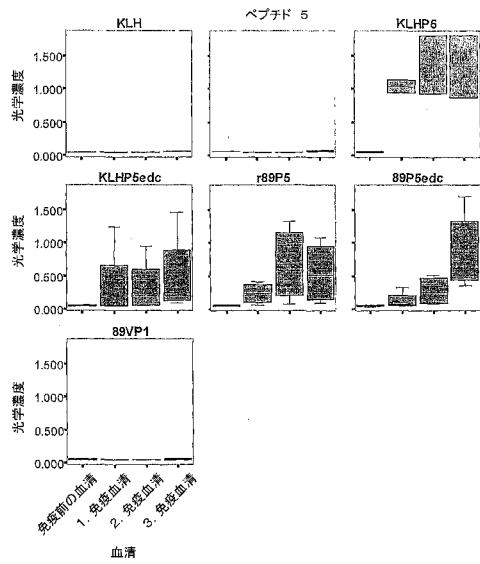 KLH
ペプチド 5
KLHP5
光学濃度
1.500
1.000
0.500
0.000
KLHP5edc
r89P5
89P5edc
光学濃度
1.500
1.000
0.500
0.000
89VP1
光学濃度
1.500
1.000
0.500
0.000
免疫前の血清
1. 免疫血清
2. 免疫血清
3. 免疫血清
血清